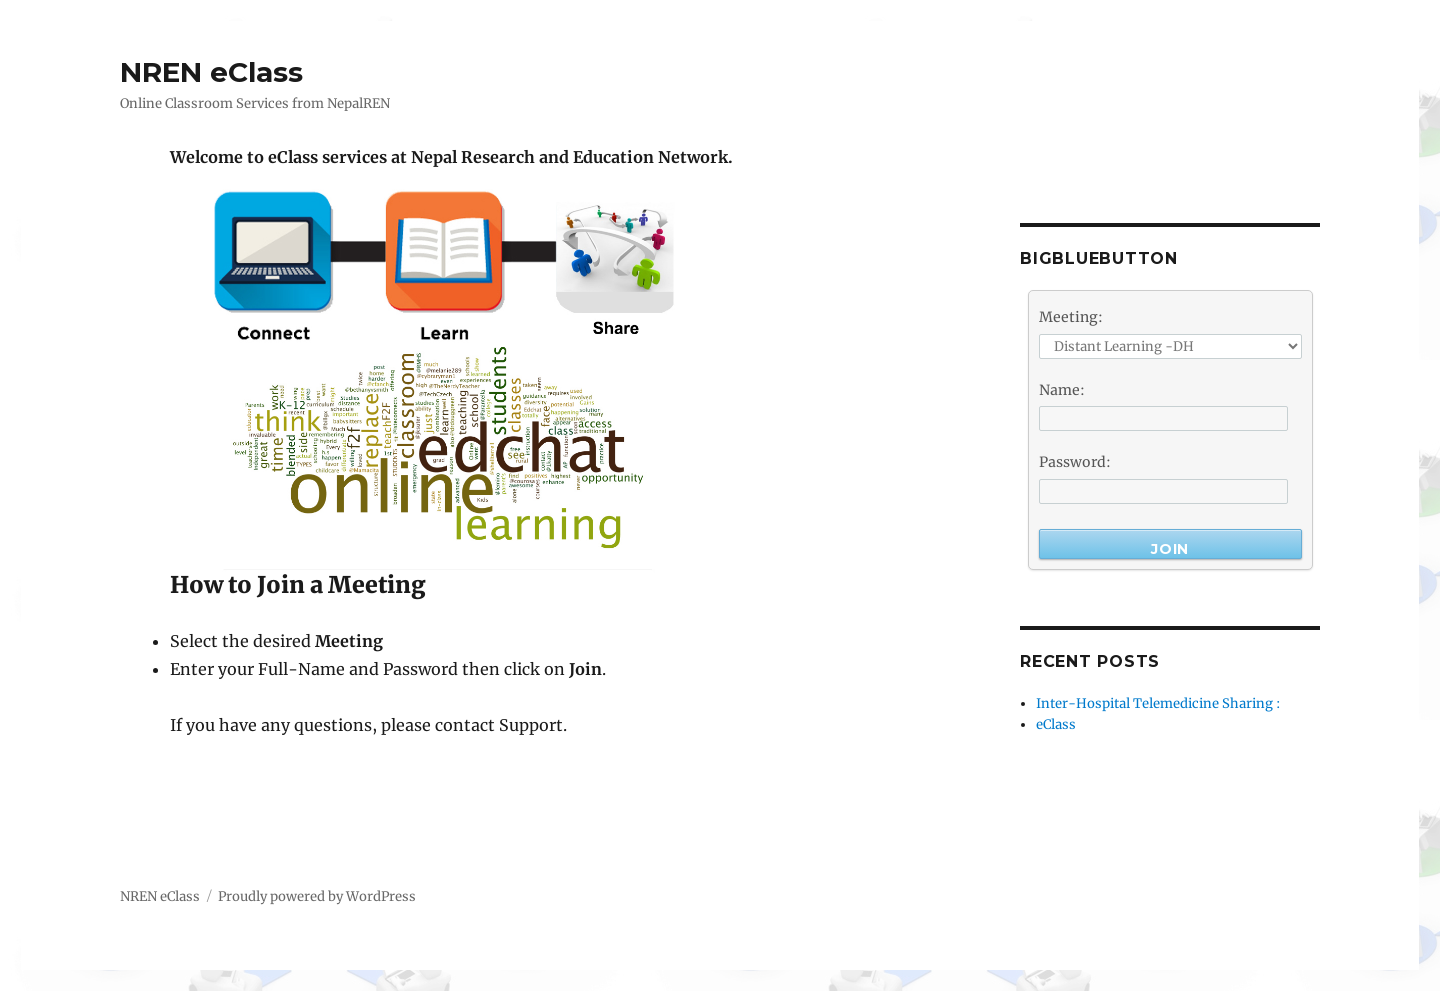 NREN eClass
Online Classroom Services from NepalREN
Welcome to eClass services at Nepal Research and Education Network.
Connect
Learn
Share
students
classroom
classes
teaching
school
learn
just
replace
teachF2F
f2f
work
K-12
think
time
great
blended
side
face
class
access
traditional
see
edchat
online
opportunity
learning
How to Join a Meeting
Select the desired Meeting
Enter your Full-Name and Password then click on Join.
If you have any questions, please contact Support.
BIGBLUEBUTTON
Meeting:
Distant Learning -DH
Name:
Password:
JOIN
RECENT POSTS
Inter-Hospital Telemedicine Sharing :
eClass
NREN eClass / Proudly powered by WordPress